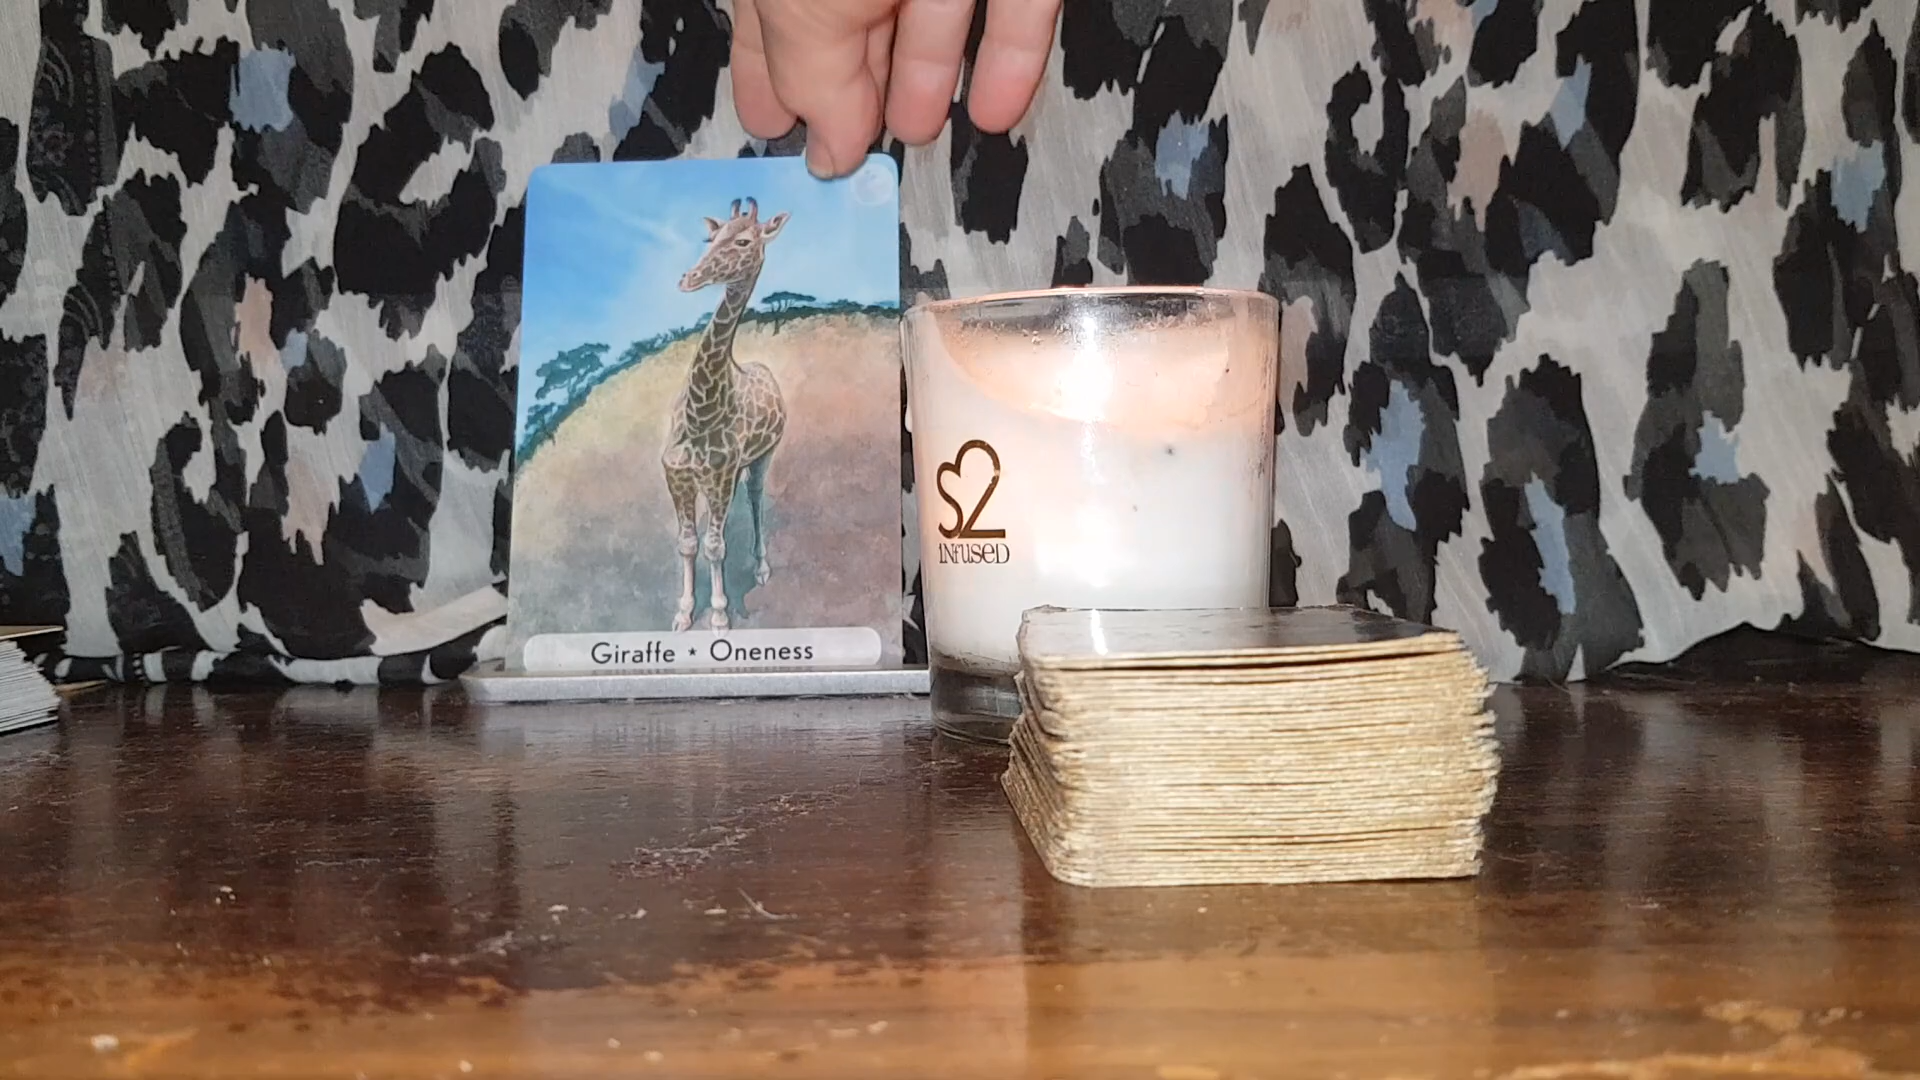 Giraffe ★ Oneness
S2
INfUSeD